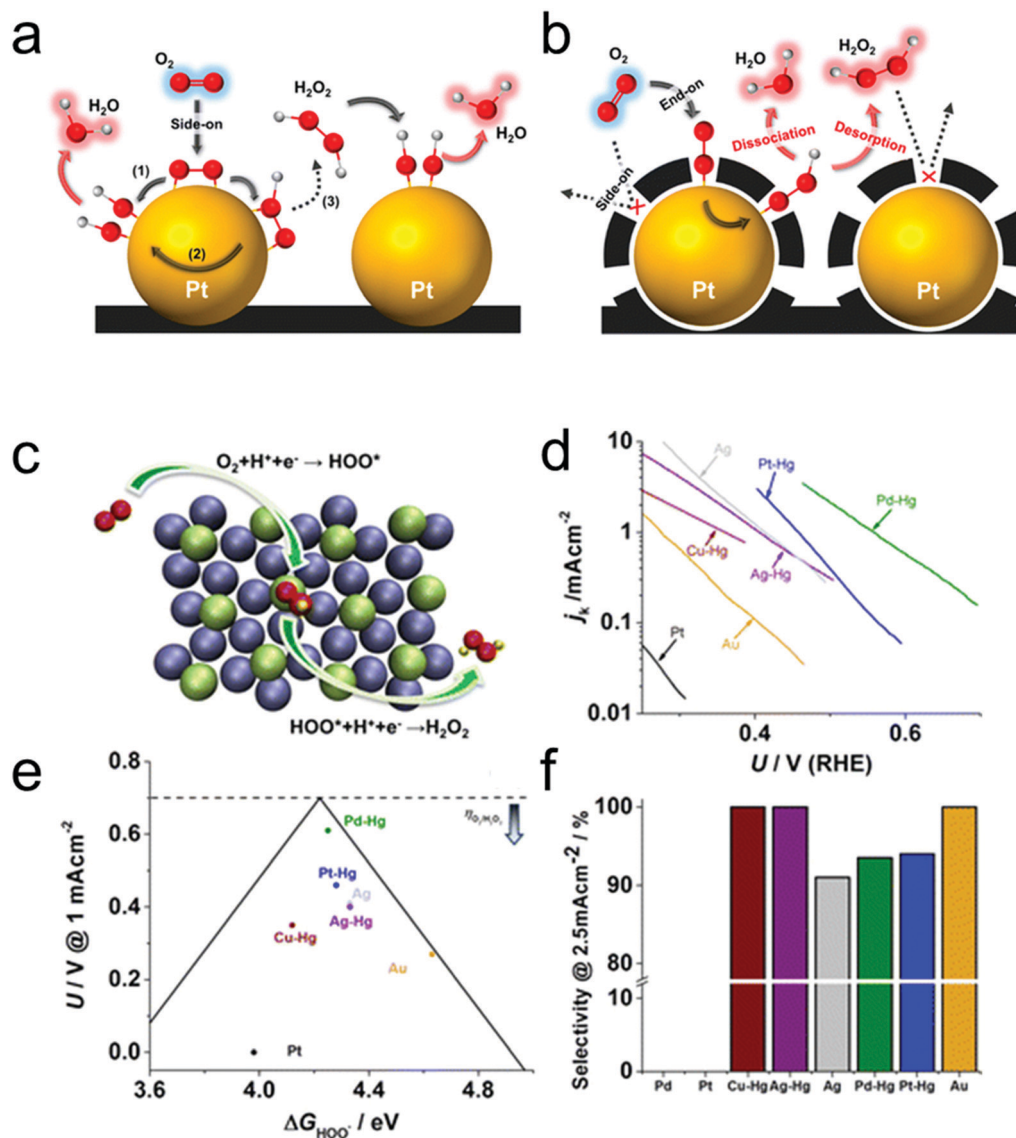 a
O₂
H₂O
Side-on
H₂O₂
H₂O
(1)
(2)
(3)
Pt
Pt
b
O₂
End-on
H₂O
H₂O₂
Dissociation
Desorption
Side-on
Pt
Pt
c
O₂+H⁺+e⁻ → HOO*
HOO*+H⁺+e⁻→H₂O₂
d
jₖ /mAcm⁻²
10
1
0.1
0.01
Ag
Pt-Hg
Pd-Hg
Cu-Hg
Ag-Hg
Au
Pt
0.4
0.6
U / V (RHE)
e
U / V @ 1 mAcm⁻²
0.8
0.6
0.4
0.2
0.0
Pd-Hg
Pt-Hg
Ag
Ag-Hg
Cu-Hg
Au
Pt
3.6
4.0
4.4
4.8
f
Selectivity @ 2.5mAcm⁻² / %
100
90
80
10
0
Pd
Pt
Cu-Hg
Ag-Hg
Ag
Pd-Hg
Pt-Hg
Au